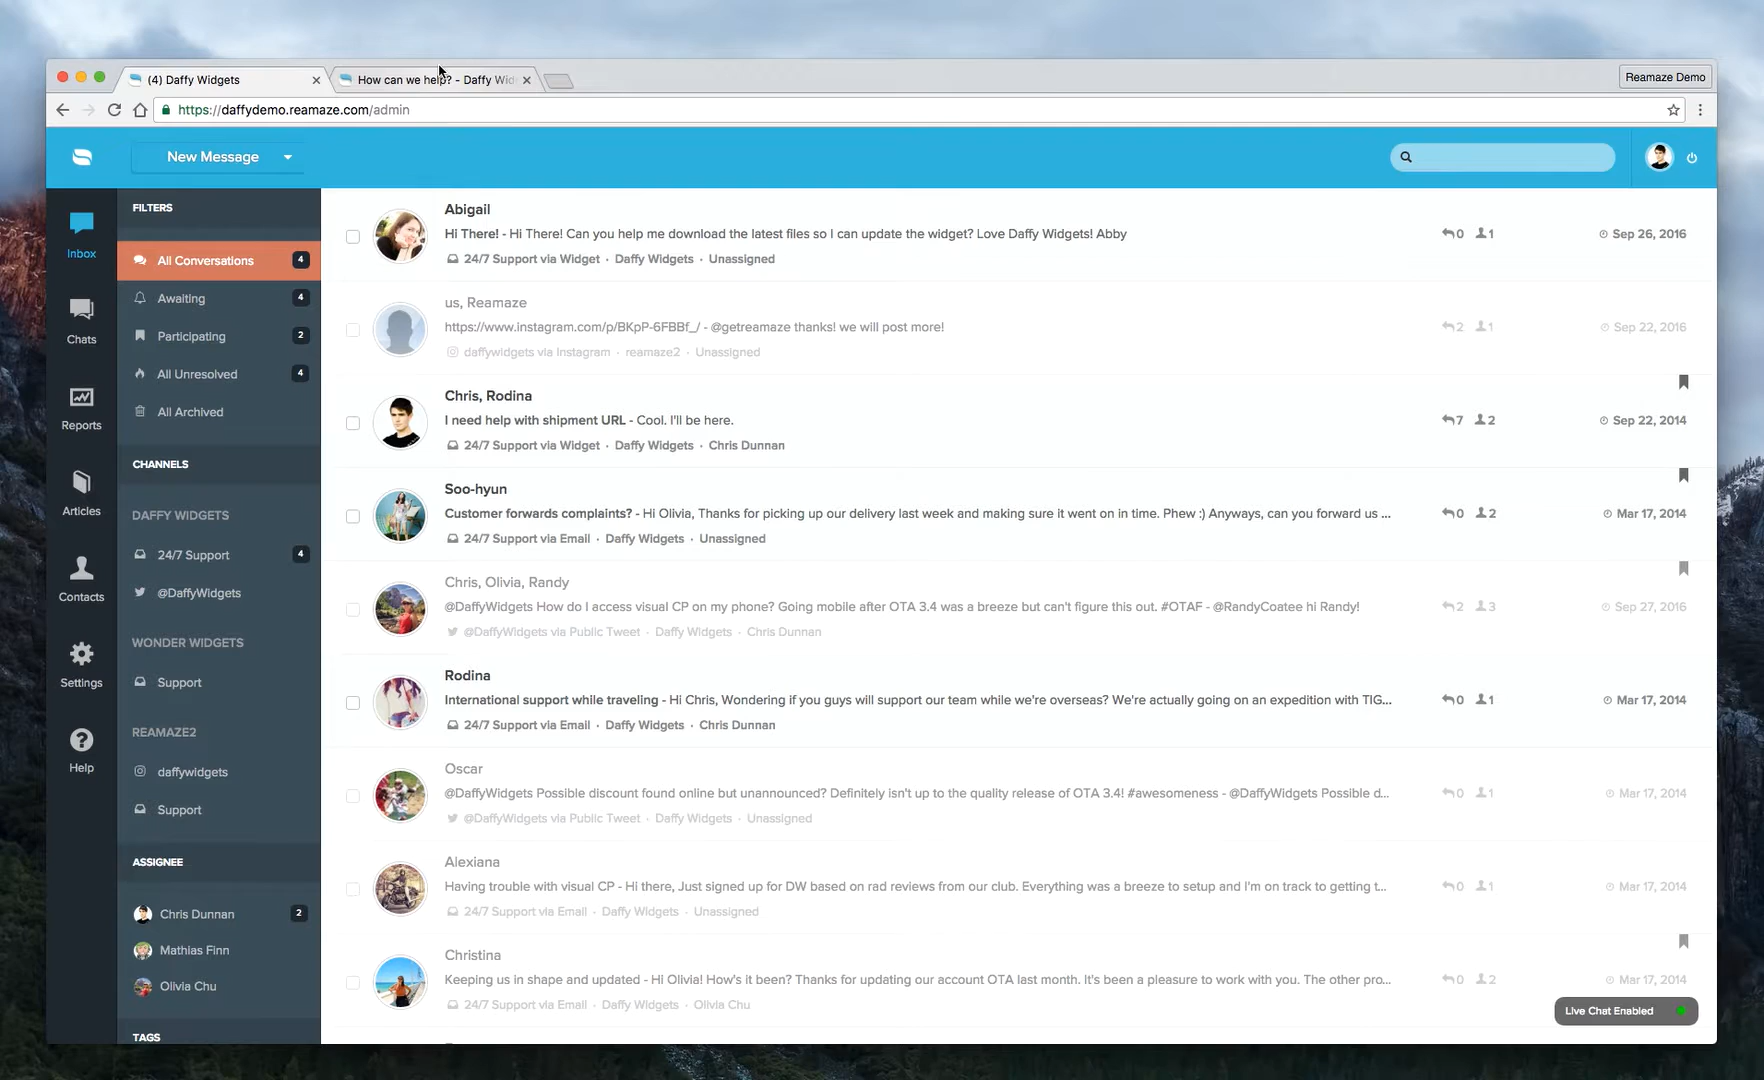 (4) Daffy Widgets
How can we help? - Daffy Wid
Reamaze Demo
https://daffydemo.reamaze.com/admin
New Message
Inbox
Chats
Reports
Articles
Contacts
Settings
Help
FILTERS
All Conversations 4
Awaiting 4
Participating 2
All Unresolved 4
All Archived
CHANNELS
DAFFY WIDGETS
24/7 Support 4
@DaffyWidgets
WONDER WIDGETS
Support
REAMAZE2
daffywidgets
Support
ASSIGNEE
Chris Dunnan 2
Mathias Finn
Olivia Chu
TAGS
Abigail
Hi There! - Hi There! Can you help me download the latest files so I can update the widget? Love Daffy Widgets! Abby 0 1 Sep 26, 2016
24/7 Support via Widget · Daffy Widgets · Unassigned
us, Reamaze
https://www.instagram.com/p/BKpP-6FBBf_/ - @getreamaze thanks! we will post more! 2 1 Sep 22, 2016
daffywidgets via Instagram · reamaze2 · Unassigned
Chris, Rodina
I need help with shipment URL - Cool. I'll be here. 7 2 Sep 22, 2014
24/7 Support via Widget · Daffy Widgets · Chris Dunnan
Soo-hyun
Customer forwards complaints? - Hi Olivia, Thanks for picking up our delivery last week and making sure it went on in time. Phew :) Anyways, can you forward us ... 0 2 Mar 17, 2014
24/7 Support via Email · Daffy Widgets · Unassigned
Chris, Olivia, Randy
@DaffyWidgets How do I access visual CP on my phone? Going mobile after OTA 3.4 was a breeze but can't figure this out. #OTAF - @RandyCoatee hi Randy! 2 3 Sep 27, 2016
@DaffyWidgets via Public Tweet · Daffy Widgets · Chris Dunnan
Rodina
International support while traveling - Hi Chris, Wondering if you guys will support our team while we're overseas? We're actually going on an expedition with TIG... 0 1 Mar 17, 2014
24/7 Support via Email · Daffy Widgets · Chris Dunnan
Oscar
@DaffyWidgets Possible discount found online but unannounced? Definitely isn't up to the quality release of OTA 3.4! #awesomeness - @DaffyWidgets Possible d... 0 1 Mar 17, 2014
@DaffyWidgets via Public Tweet · Daffy Widgets · Unassigned
Alexiana
Having trouble with visual CP - Hi there, Just signed up for DW based on rad reviews from our club. Everything was a breeze to setup and I'm on track to getting t... 0 1 Mar 17, 2014
24/7 Support via Email · Daffy Widgets · Unassigned
Christina
Keeping us in shape and updated - Hi Olivia! How's it been? Thanks for updating our account OTA last month. It's been a pleasure to work with you. The other pro... 0 2 Mar 17, 2014
24/7 Support via Email · Daffy Widgets · Olivia Chu
Live Chat Enabled